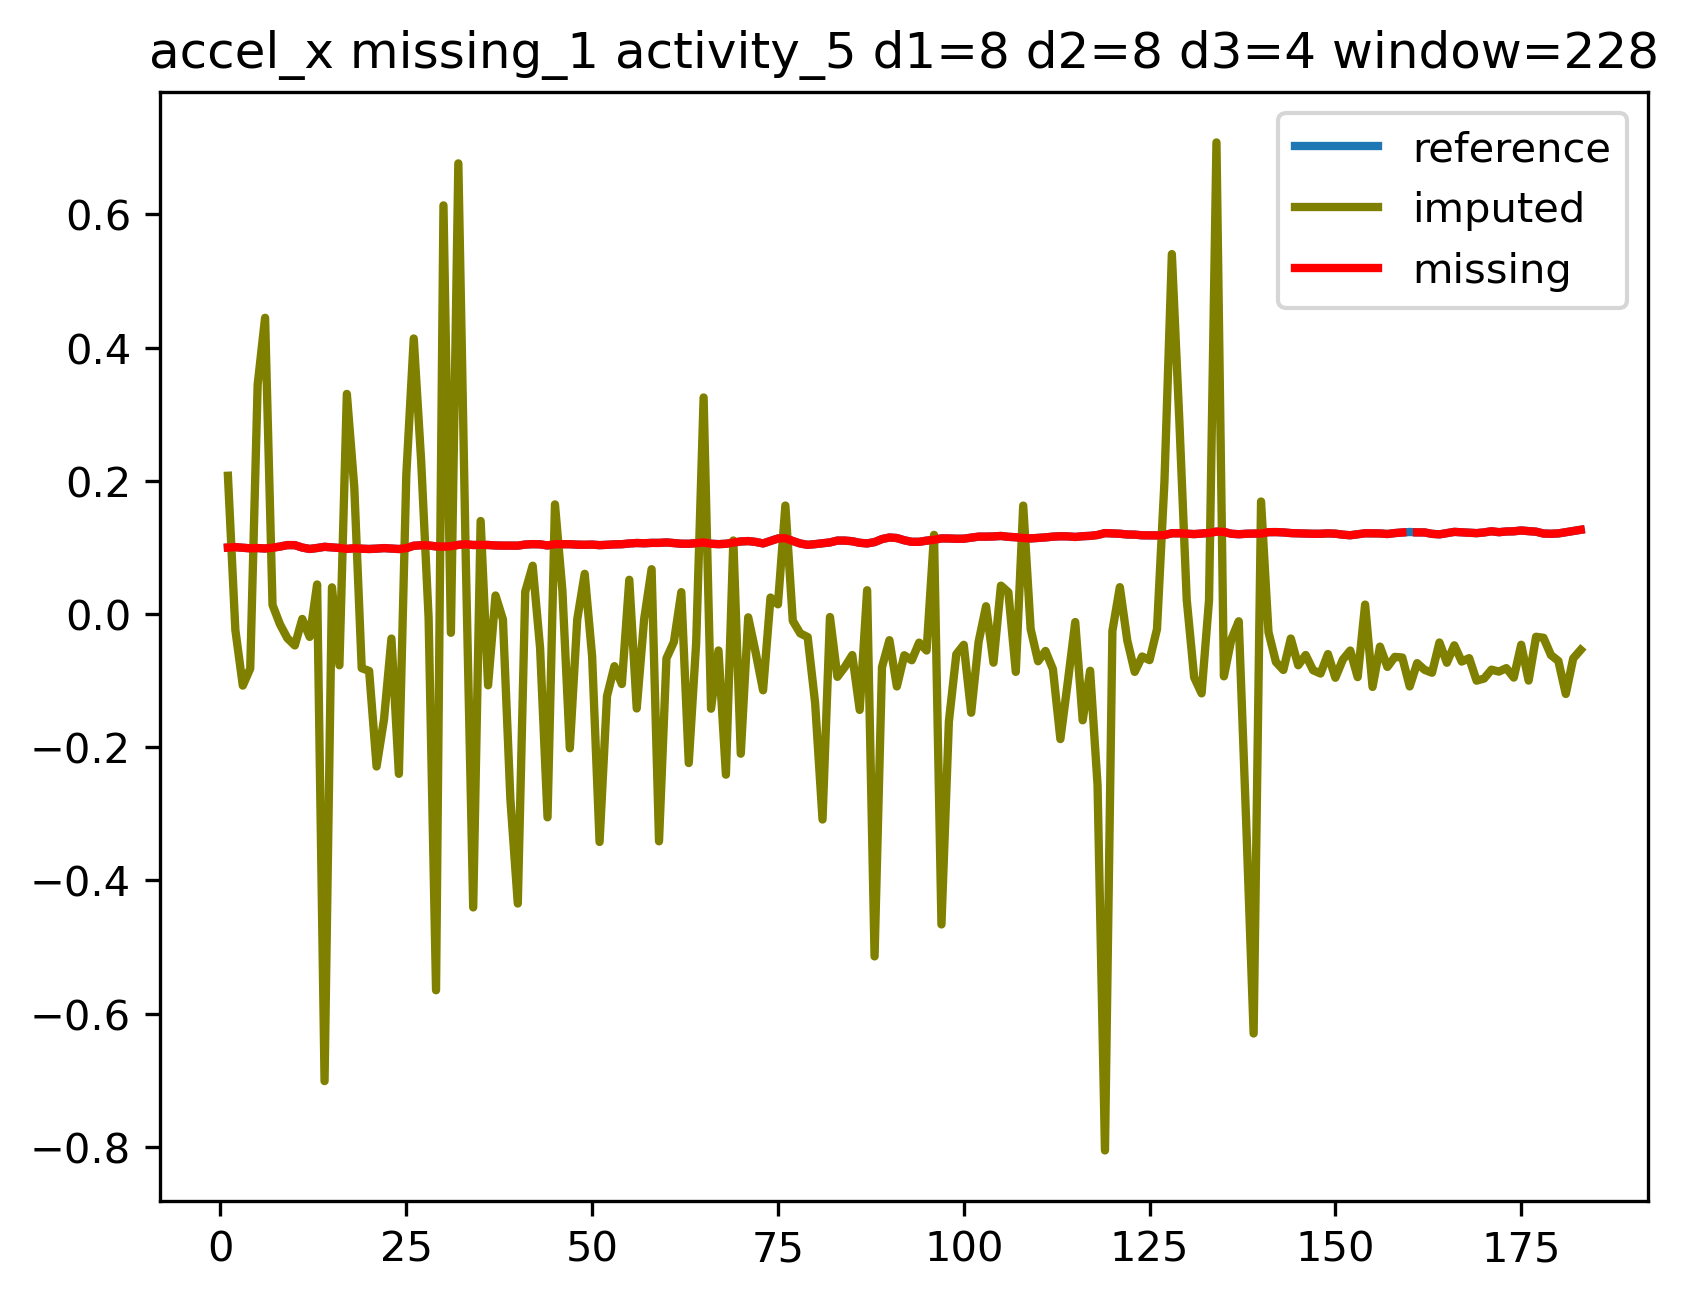 accel_x missing_1 activity_5 d1=8 d2=8 d3=4 window=228
reference
imputed
missing
0.6
0.4
0.2
0.0
−0.2
−0.4
−0.6
−0.8
0 25 50 75 100 125 150 175